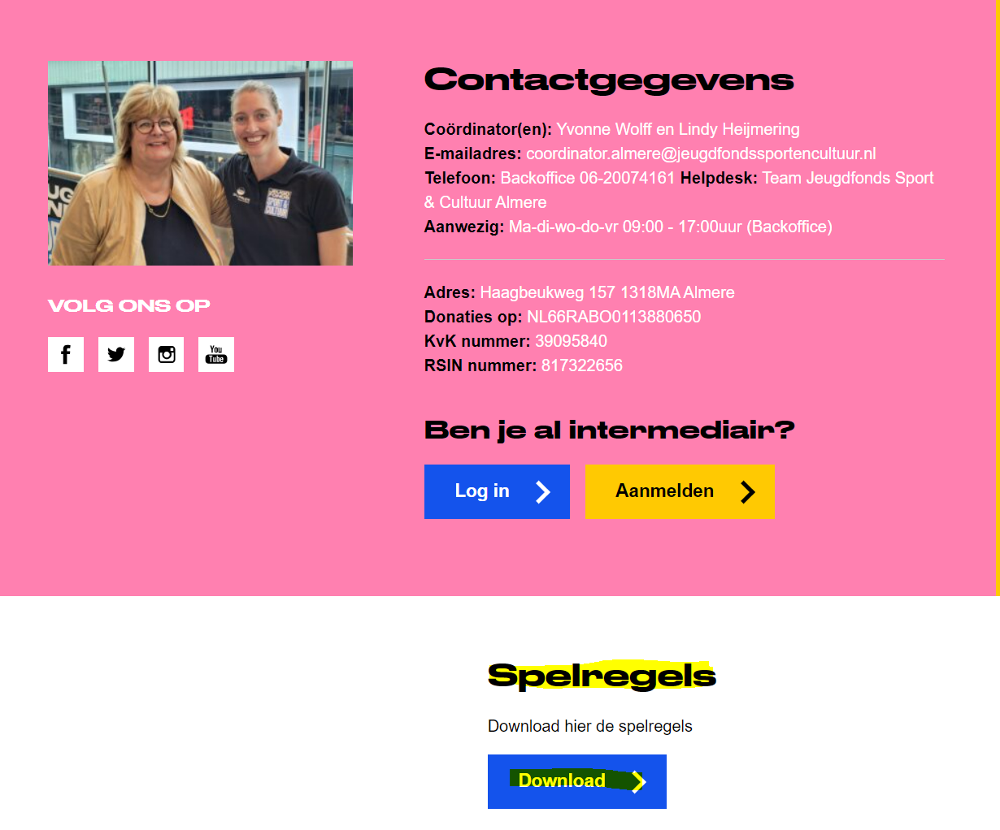 Contactgegevens
Coördinator(en): Yvonne Wolff en Lindy Heijmering
E-mailadres: coordinator.almere@jeugdfondssportencultuur.nl
Telefoon: Backoffice 06-20074161 Helpdesk: Team Jeugdfonds Sport
& Cultuur Almere
Aanwezig: Ma-di-wo-do-vr 09:00 - 17:00uur (Backoffice)
SPORT &
CULTUUR
VOLG ONS OP
You
Tube
Adres: Haagbeukweg 157 1318MA Almere
Donaties op: NL66RABO0113880650
KvK nummer: 39095840
RSIN nummer: 817322656
Ben je al intermediair?
Log in
Aanmelden
Spelregels
Download hier de spelregels
Download